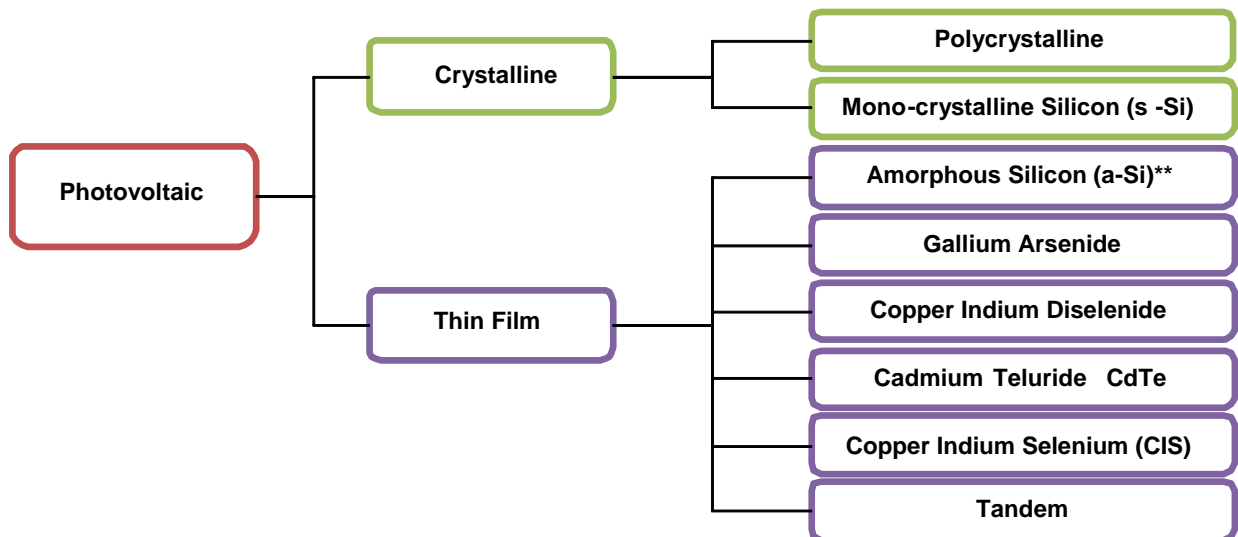 Photovoltaic
Crystalline
Polycrystalline
Mono-crystalline Silicon (s -Si)
Thin Film
Amorphous Silicon (a-Si)**
Gallium Arsenide
Copper Indium Diselenide
Cadmium Teluride CdTe
Copper Indium Selenium (CIS)
Tandem